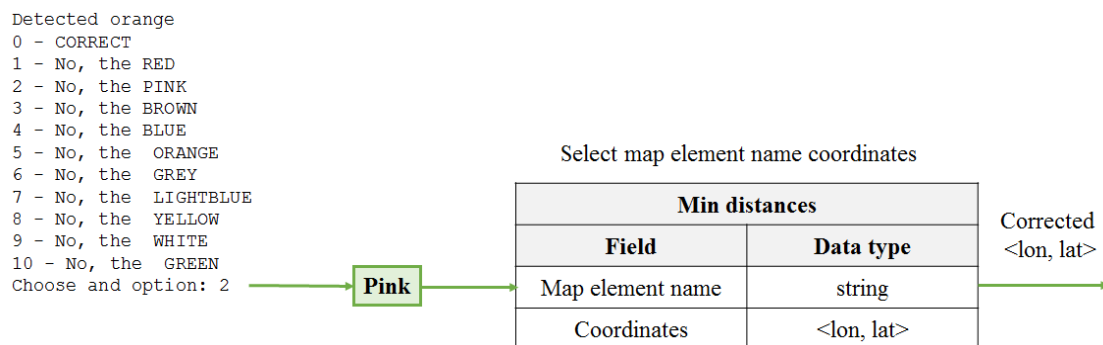 Detected orange
0 - CORRECT
1 - No, the RED
2 - No, the PINK
3 - No, the BROWN
4 - No, the BLUE
5 - No, the  ORANGE
6 - No, the  GREY
7 - No, the  LIGHTBLUE
8 - No, the  YELLOW
9 - No, the  WHITE
10 - No, the  GREEN
Choose and option: 2
Pink
Select map element name coordinates
Min distances
Field Data type
Map element name string
Coordinates <lon, lat>
Corrected
<lon, lat>